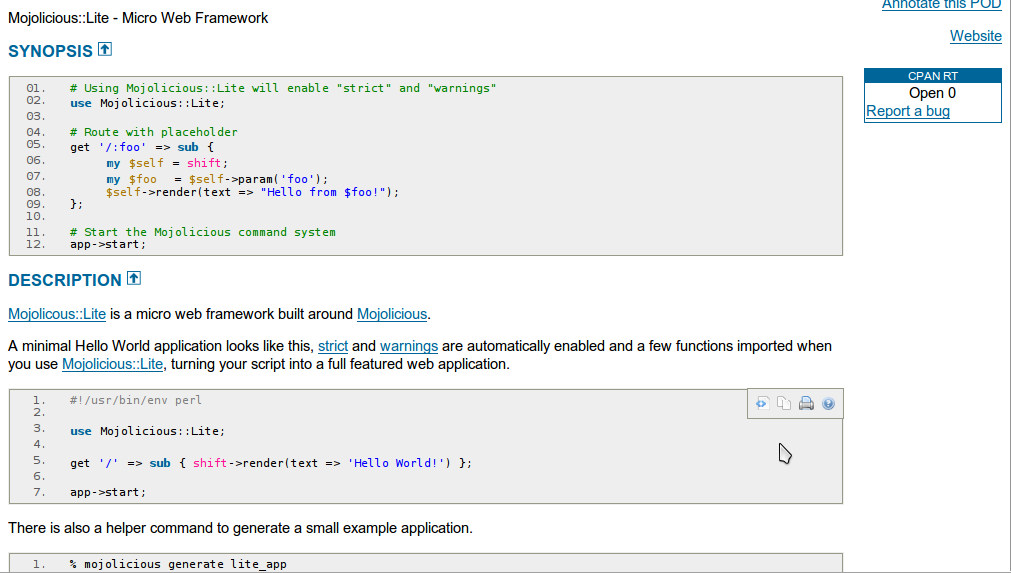 Annotate this POD
Mojolicious::Lite - Micro Web Framework
Website
SYNOPSIS
CPAN RT
Open 0
Report a bug
01. # Using Mojolicious::Lite will enable "strict" and "warnings"
02. use Mojolicious::Lite;
03.
04. # Route with placeholder
05. get '/:foo' => sub {
06. my $self = shift;
07. my $foo = $self->param('foo');
08. $self->render(text => "Hello from $foo!");
09. };
10.
11. # Start the Mojolicious command system
12. app->start;
DESCRIPTION
Mojolicous::Lite is a micro web framework built around Mojolicious.
A minimal Hello World application looks like this, strict and warnings are automatically enabled and a few functions imported when
you use Mojolicious::Lite, turning your script into a full featured web application.
1. #!/usr/bin/env perl
2.
3. use Mojolicious::Lite;
4.
5. get '/' => sub { shift->render(text => 'Hello World!') };
6.
7. app->start;
There is also a helper command to generate a small example application.
1. % mojolicious generate lite_app